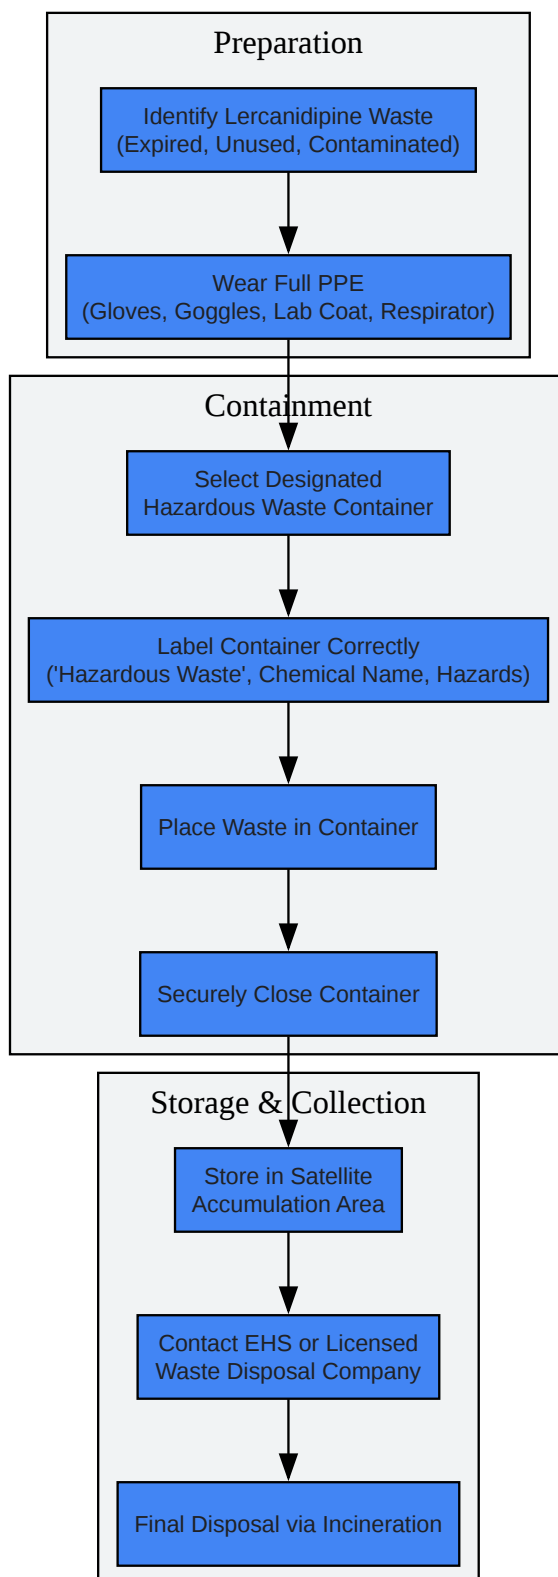 Preparation
Identify Lercanidipine Waste
(Expired, Unused, Contaminated)
Wear Full PPE
(Gloves, Goggles, Lab Coat, Respirator)
Containment
Select Designated
Hazardous Waste Container
Label Container Correctly
('Hazardous Waste', Chemical Name, Hazards)
Place Waste in Container
Securely Close Container
Storage & Collection
Store in Satellite
Accumulation Area
Contact EHS or Licensed
Waste Disposal Company
Final Disposal via Incineration